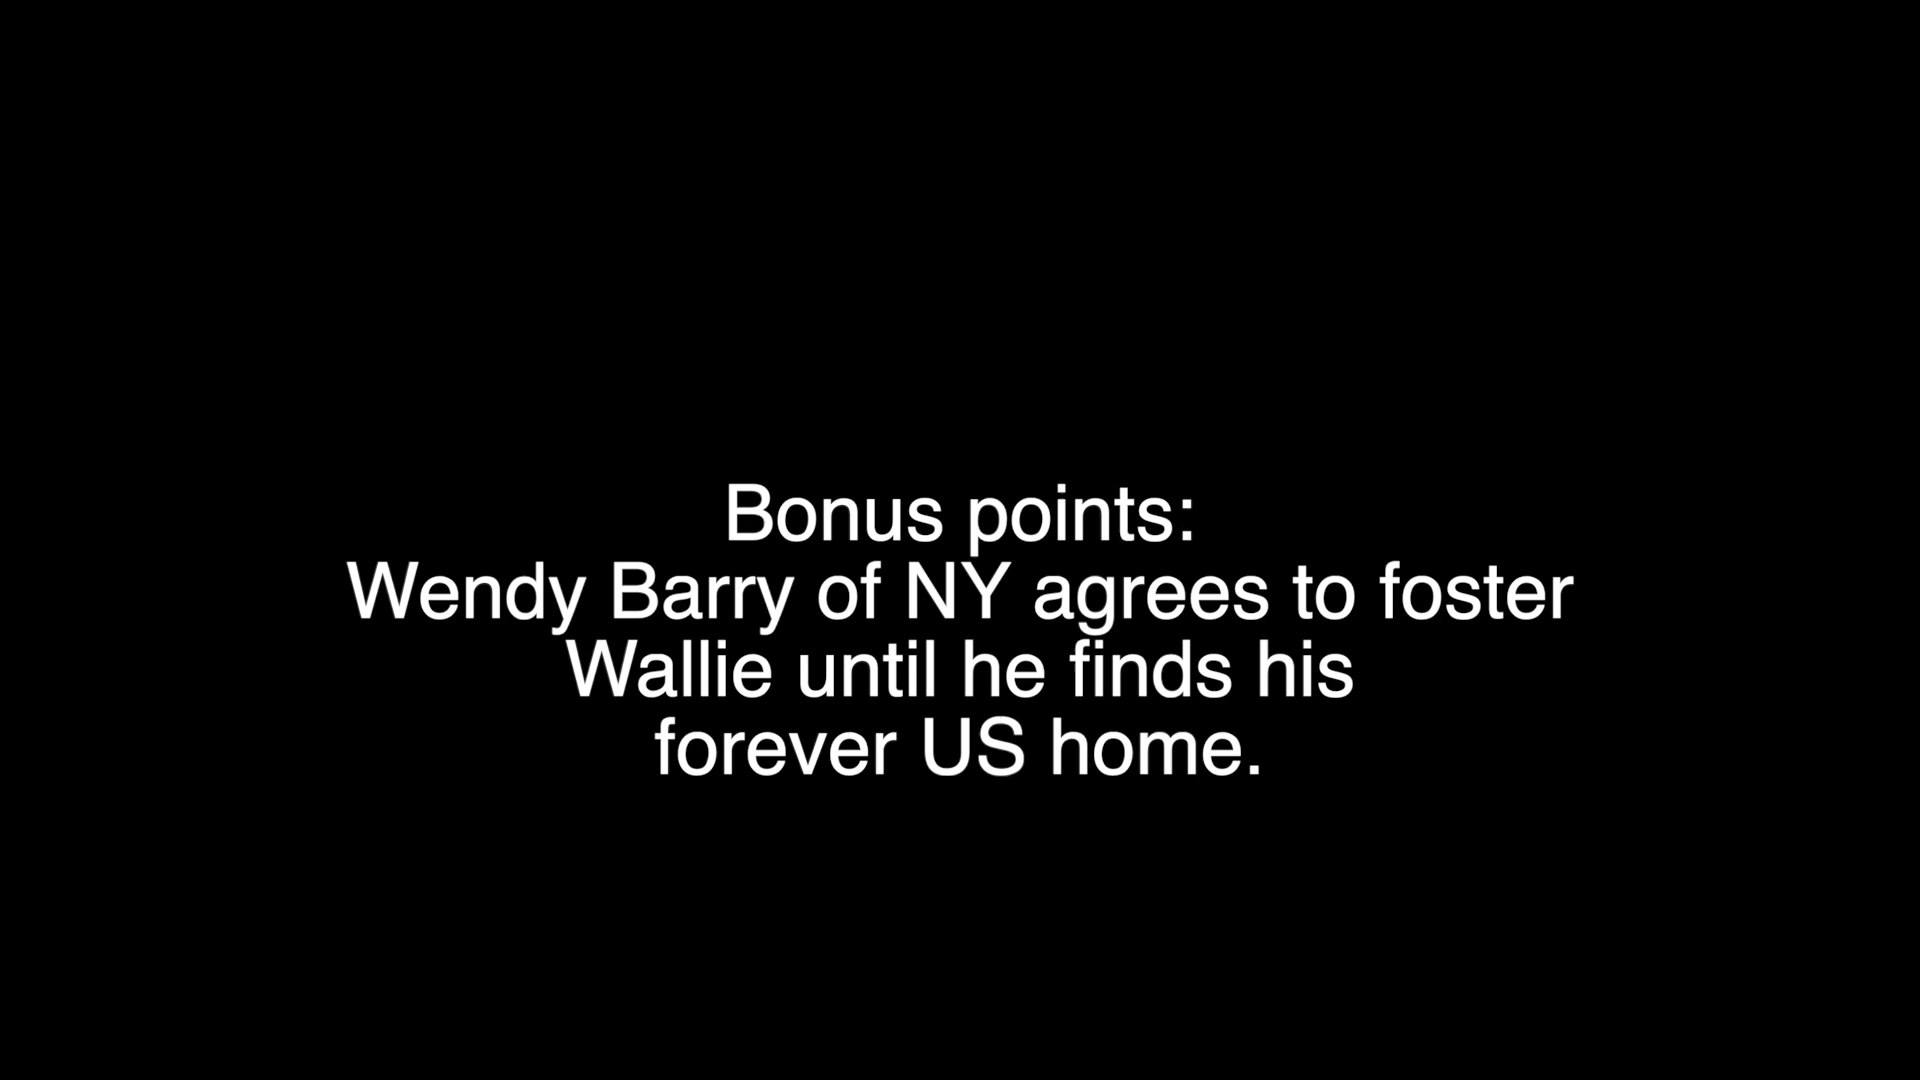 Bonus points:
Wendy Barry of NY agrees to foster
Wallie until he finds his
forever US home.